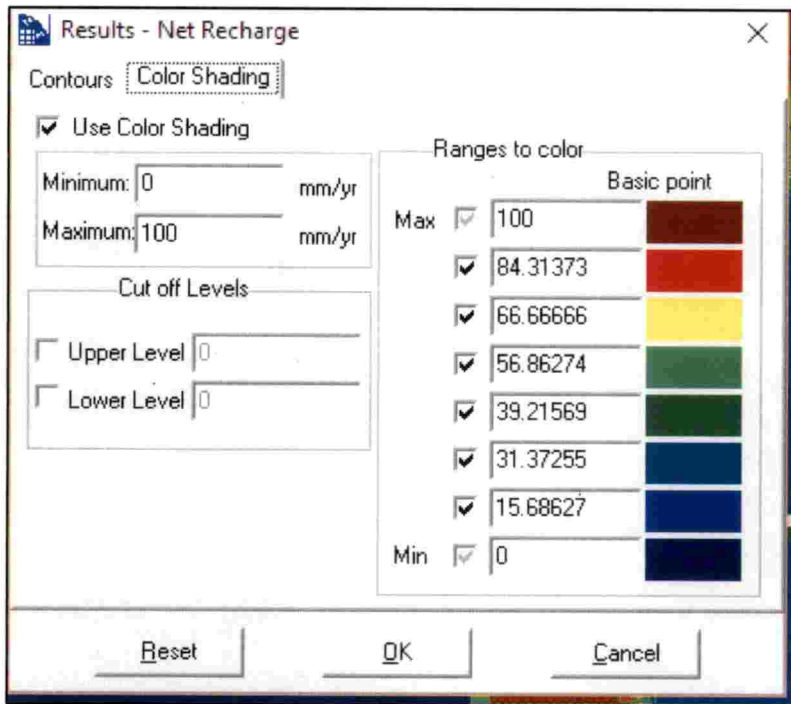 Results - Net Recharge
Contours Color Shading
Use Color Shading
Minimum: 0 mm/yr
Maximum: 100 mm/yr
Cut off Levels
Upper Level 0
Lower Level 0
Ranges to color
Basic point
Max 100
84.31373
66.66666
56.86274
39.21569
31.37255
15.68627
Min 0
Reset OK Cancel